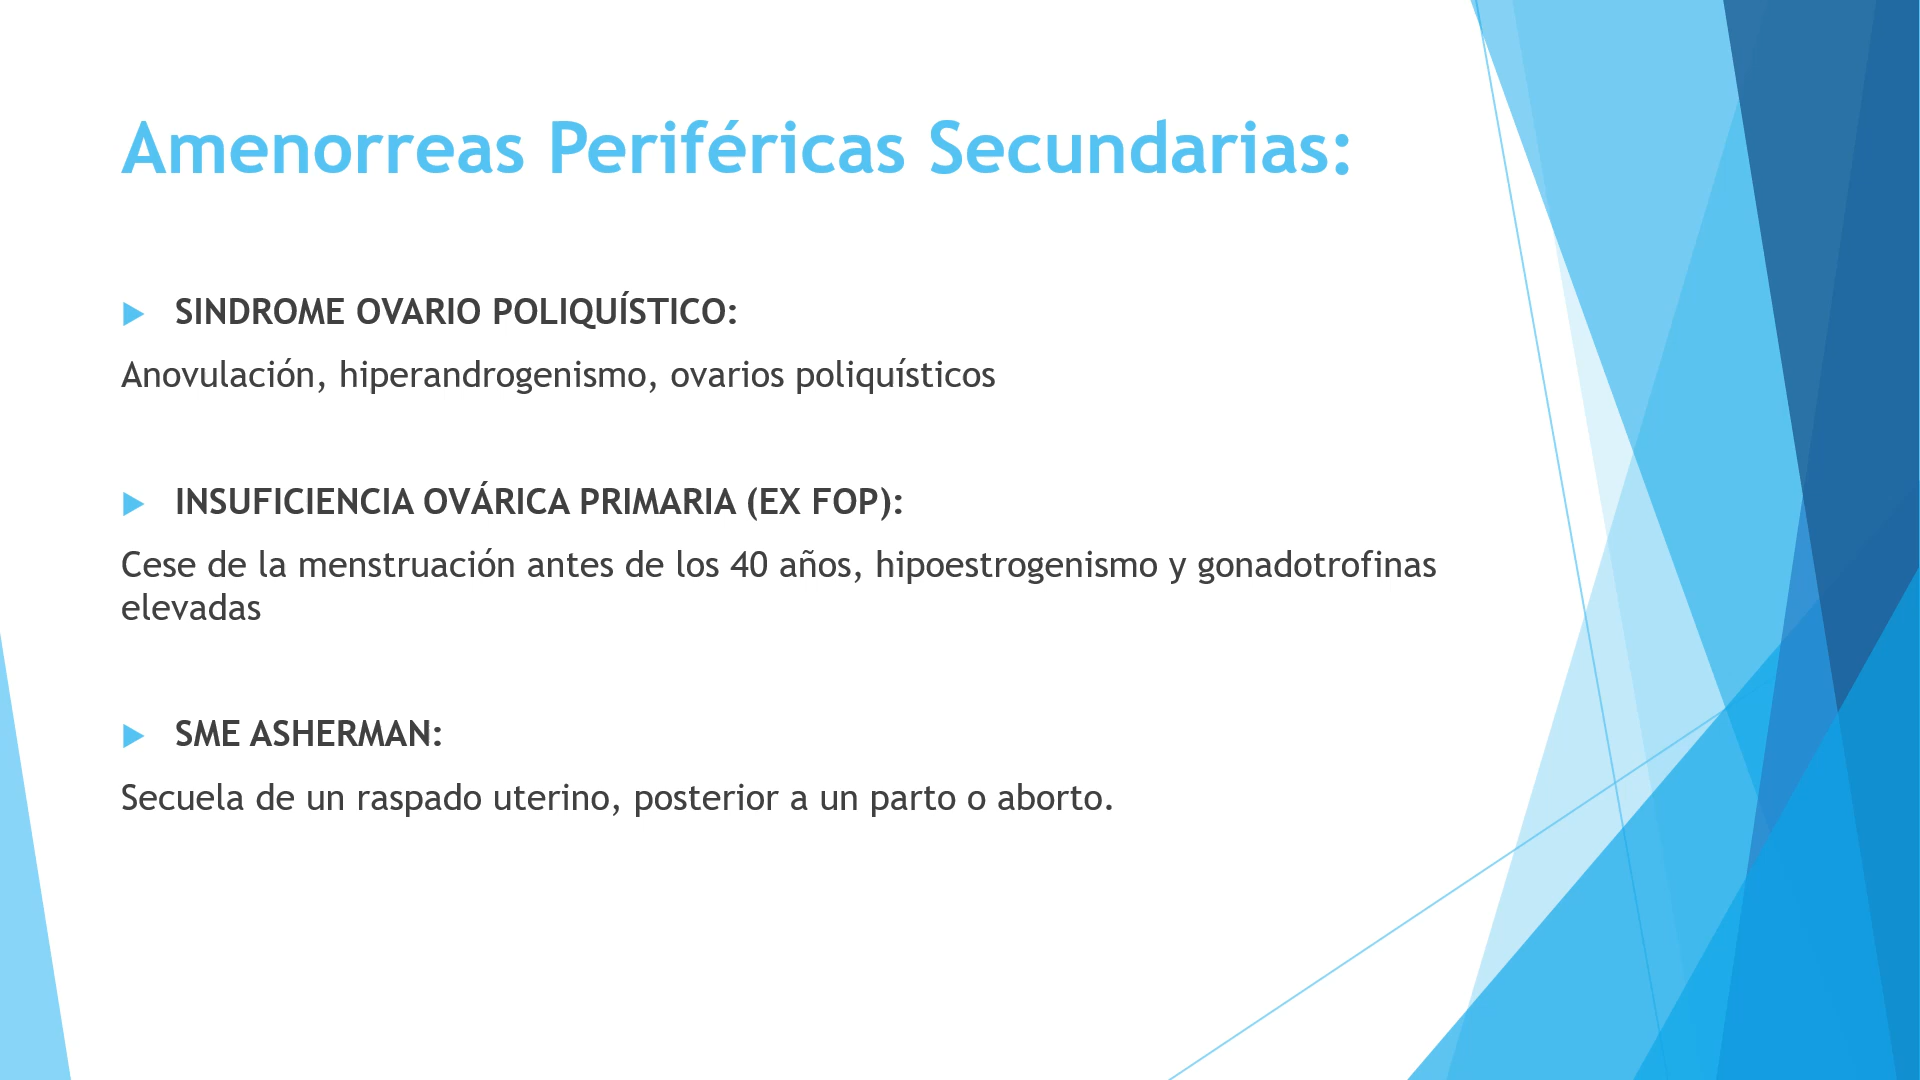 Amenorreas Periféricas Secundarias:
SINDROME OVARIO POLIQUÍSTICO:
Anovulación, hiperandrogenismo, ovarios poliquísticos
INSUFICIENCIA OVÁRICA PRIMARIA (EX FOP):
Cese de la menstruación antes de los 40 años, hipoestrogenismo y gonadotrofinas
elevadas
SME ASHERMAN:
Secuela de un raspado uterino, posterior a un parto o aborto.